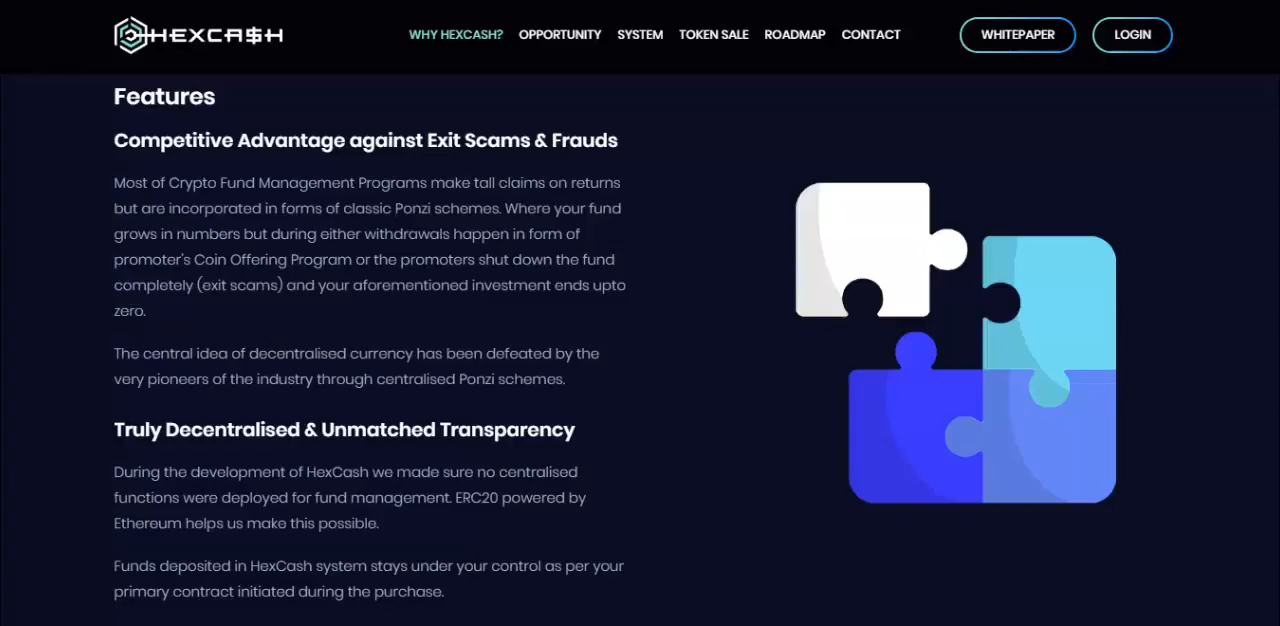 HEXCA$H
WHY HEXCASH? OPPORTUNITY SYSTEM TOKEN SALE ROADMAP CONTACT WHITEPAPER LOGIN
Features
Competitive Advantage against Exit Scams & Frauds
Most of Crypto Fund Management Programs make tall claims on returns
but are incorporated in forms of classic Ponzi schemes. Where your fund
grows in numbers but during either withdrawals happen in form of
promoter's Coin Offering Program or the promoters shut down the fund
completely (exit scams) and your aforementioned investment ends upto
zero.
The central idea of decentralised currency has been defeated by the
very pioneers of the industry through centralised Ponzi schemes.
Truly Decentralised & Unmatched Transparency
During the development of HexCash we made sure no centralised
functions were deployed for fund management. ERC20 powered by
Ethereum helps us make this possible.
Funds deposited in HexCash system stays under your control as per your
primary contract initiated during the purchase.